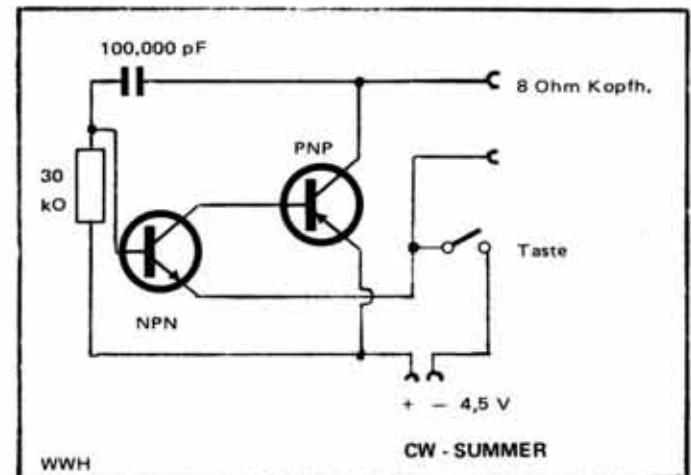 100.000 pF
8 Ohm Kopfh.
PNP
30
kO
Taste
NPN
+ — 4,5 V
CW - SUMMER
WWH